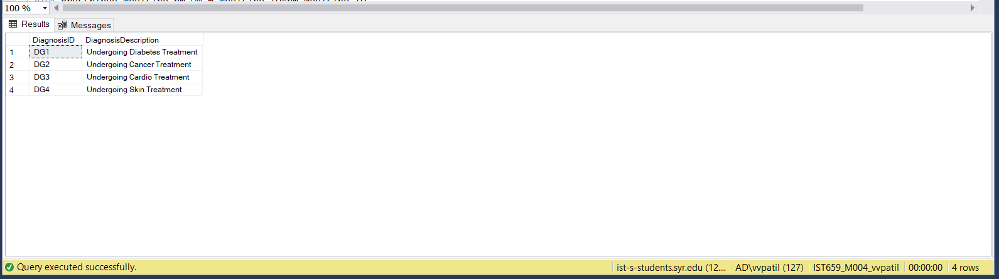 100 %
Results Messages
DiagnosisID DiagnosisDescription
1 DG1 Undergoing Diabetes Treatment
2 DG2 Undergoing Cancer Treatment
3 DG3 Undergoing Cardio Treatment
4 DG4 Undergoing Skin Treatment
Query executed successfully. ist-s-students.syr.edu (12.... AD\vvpatil (127) IST659_M004_vvpatil 00:00:00 4 rows